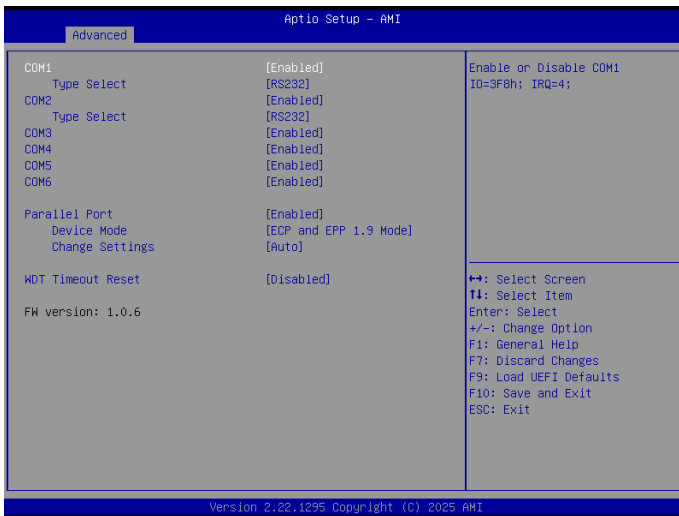 Aptio Setup – AMI
Advanced
COM1 [Enabled]
Type Select [RS232]
COM2 [Enabled]
Type Select [RS232]
COM3 [Enabled]
COM4 [Enabled]
COM5 [Enabled]
COM6 [Enabled]
Parallel Port [Enabled]
Device Mode [ECP and EPP 1.9 Mode]
Change Settings [Auto]
WDT Timeout Reset [Disabled]
FW version: 1.0.6
Enable or Disable COM1
IO=3F8h; IRQ=4;
↔: Select Screen
↑↓: Select Item
Enter: Select
+/-: Change Option
F1: General Help
F7: Discard Changes
F9: Load UEFI Defaults
F10: Save and Exit
ESC: Exit
Version 2.22.1295 Copyright (C) 2025 AMI